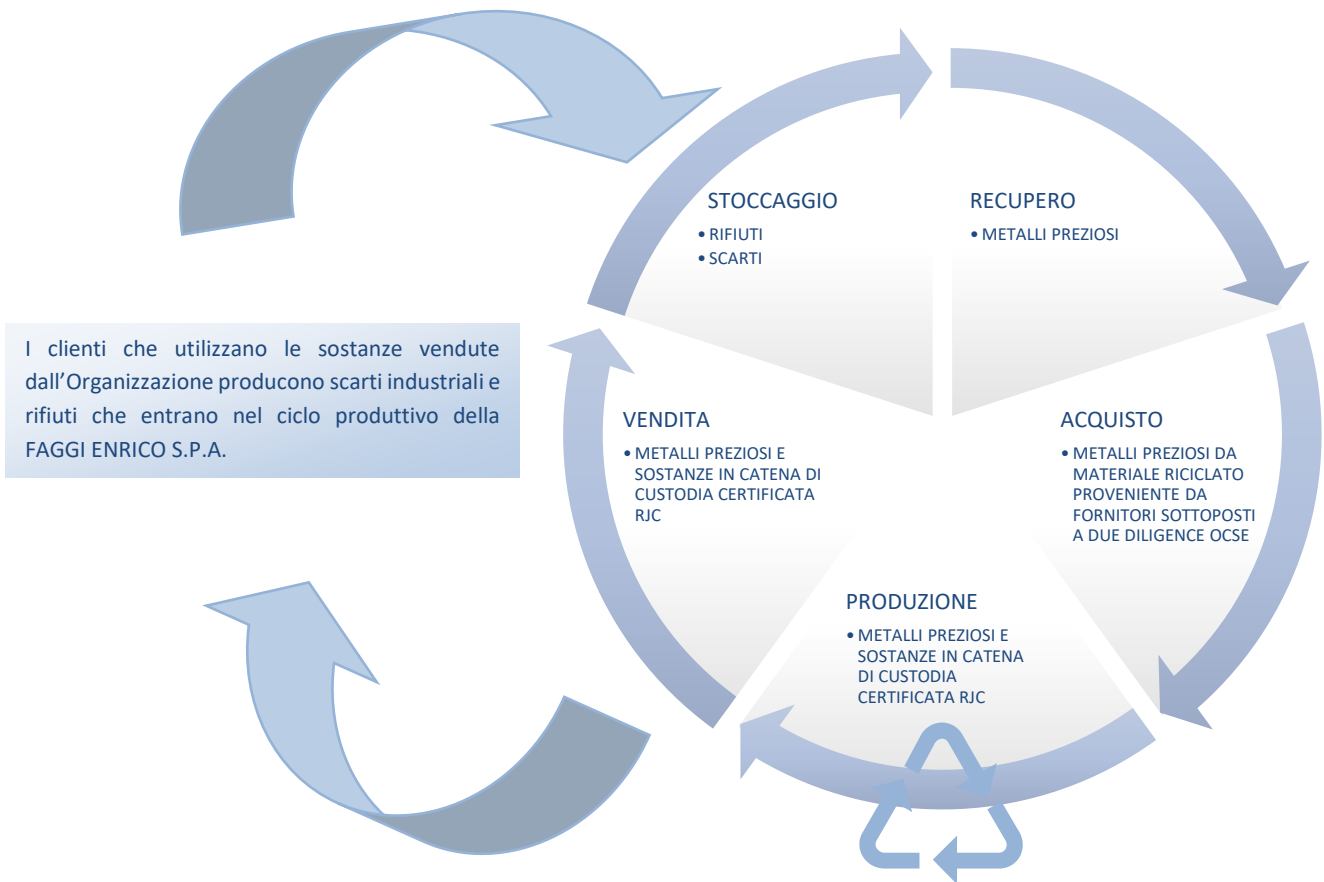 STOCCAGGIO
• RIFIUTI
• SCARTI
RECUPERO
• METALLI PREZIOSI
I clienti che utilizzano le sostanze vendute
dall’Organizzazione producono scarti industriali e
rifiuti che entrano nel ciclo produttivo della
FAGGI ENRICO S.P.A.
VENDITA
• METALLI PREZIOSI E
SOSTANZE IN CATENA DI
CUSTODIA CERTIFICATA
RJC
ACQUISTO
• METALLI PREZIOSI DA
MATERIALE RICICLATO
PROVENIENTE DA
FORNITORI SOTTOPOSTI
A DUE DILIGENCE OCSE
PRODUZIONE
• METALLI PREZIOSI E
SOSTANZE IN CATENA
DI CUSTODIA
CERTIFICATA RJC